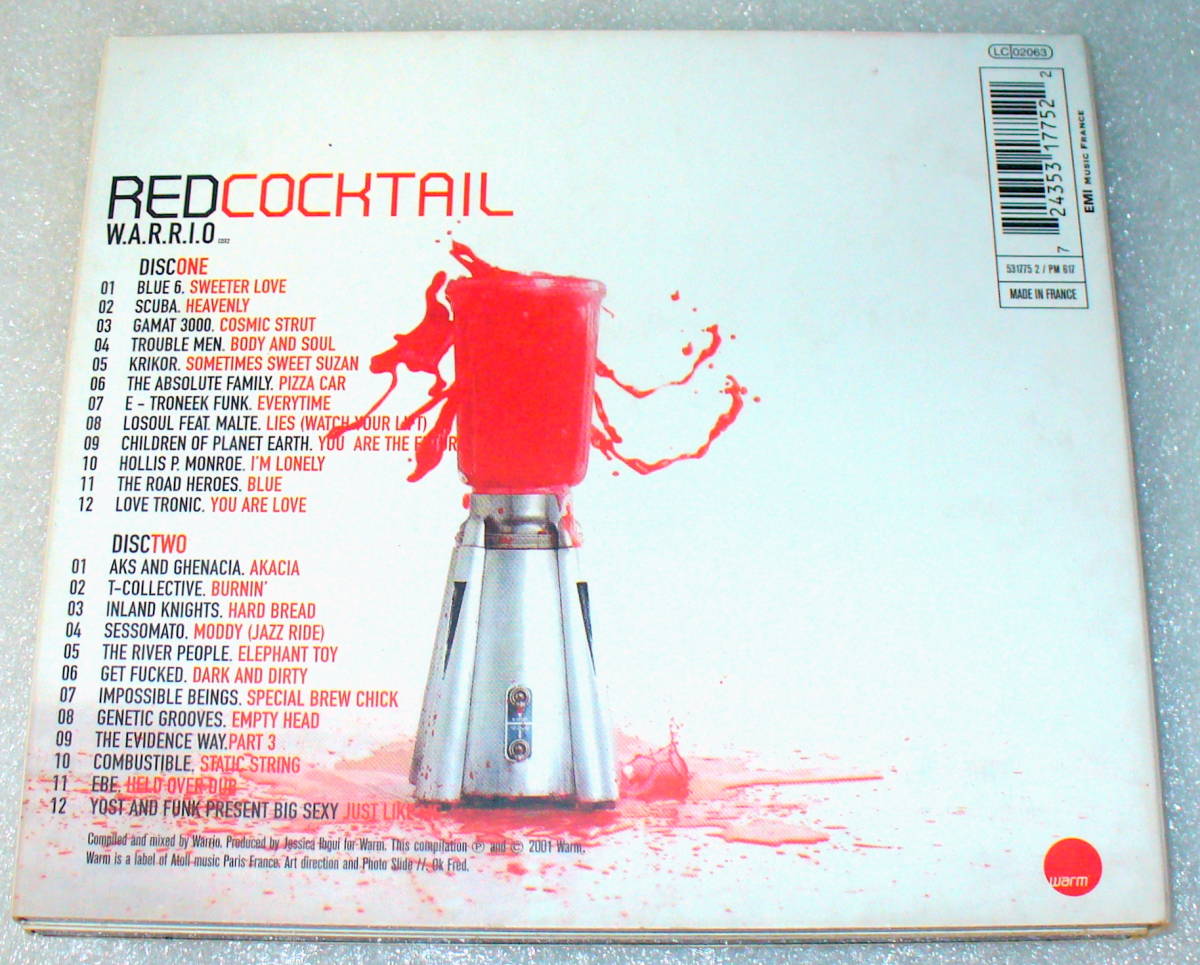 LC 02063
7 24353 17752 2
EMI MUSIC FRANCE
531775 2 / PM 617
MADE IN FRANCE
REDCOCKTAIL
W.A.R.R.I.O
DISCONE
01 BLUE 6. SWEETER LOVE
02 SCUBA. HEAVENLY
03 GAMAT 3000. COSMIC STRUT
04 TROUBLE MEN. BODY AND SOUL
05 KRIKOR. SOMETIMES SWEET SUZAN
06 THE ABSOLUTE FAMILY. PIZZA CAR
07 E - TRONEEK FUNK. EVERYTIME
08 LOSOUL FEAT. MALTE. LIES (WATCH YOUR
09 CHILDREN OF PLANET EARTH. YOU ARE THE
10 HOLLIS P. MONROE. I'M LONELY
11 THE ROAD HEROES. BLUE
12 LOVE TRONIC. YOU ARE LOVE
DISCTWO
01 AKS AND GHENACIA. AKACIA
02 T-COLLECTIVE. BURNIN'
03 INLAND KNIGHTS. HARD BREAD
04 SESSOMATO. MODDY (JAZZ RIDE)
05 THE RIVER PEOPLE. ELEPHANT TOY
06 GET FUCKED. DARK AND DIRTY
07 IMPOSSIBLE BEINGS. SPECIAL BREW CHICK
08 GENETIC GROOVES. EMPTY HEAD
09 THE EVIDENCE WAY.PART 3
10 COMBUSTIBLE. STATIC STRING
11 EBE. HELD OVER DUB
12 YOST AND FUNK PRESENT BIG SEXY JUST LIKE
Compiled and mixed by Warrio. Produced by Jessica for Warm. This compilation ℗ and © 2001 Warm.
Warm is a label of Atoll music Paris France. Art direction and Photo Slide //. Ok Fred.
warm